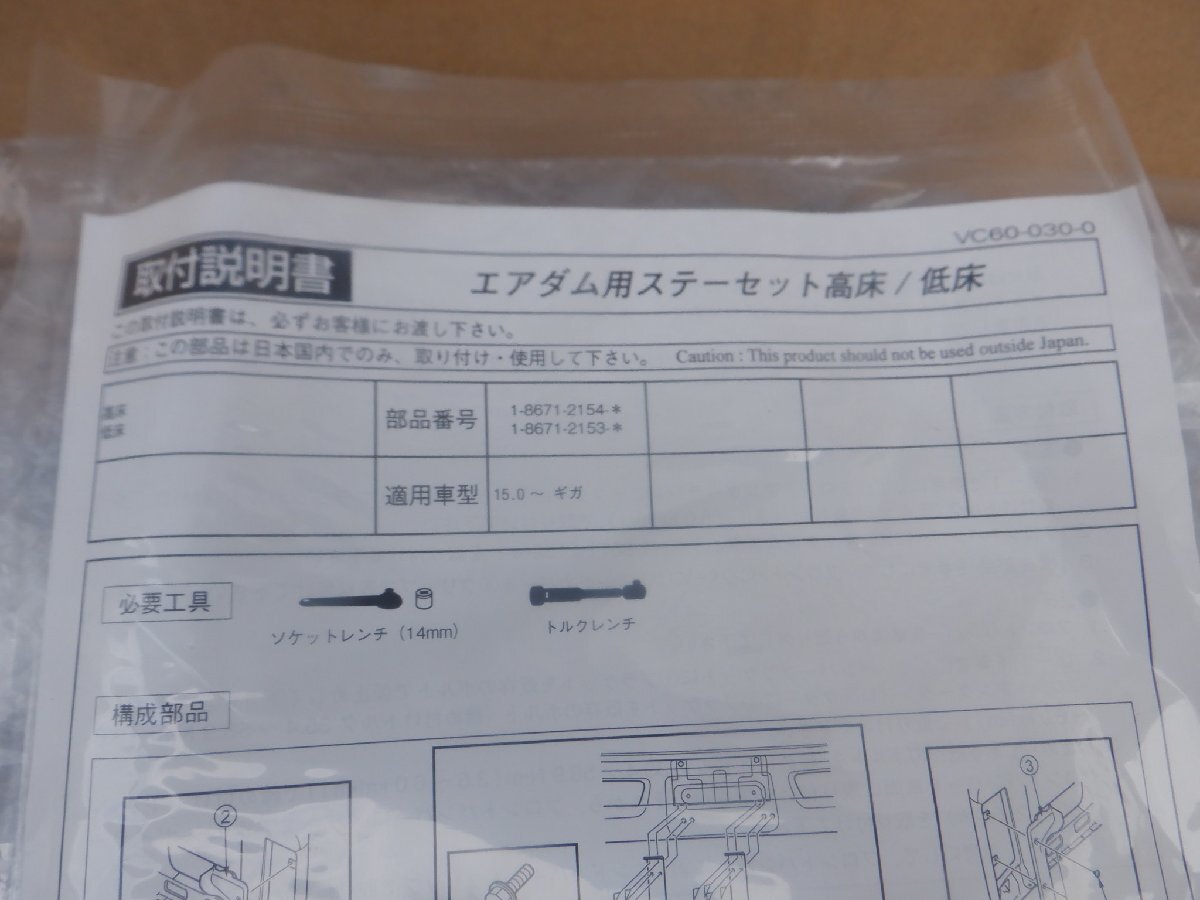 VC60-030-0
取付説明書
エアダム用ステーセット高床/低床
この取付説明書は、必ずお客様にお渡し下さい。
注意：この部品は日本国内でのみ、取り付け・使用して下さい。 Caution : This product should not be used outside Japan.
高床
低床
部品番号
1-8671-2154-*
1-8671-2153-*
適用車型
15.0～ ギガ
必要工具
ソケットレンチ（14mm）
トルクレンチ
構成部品
②
③